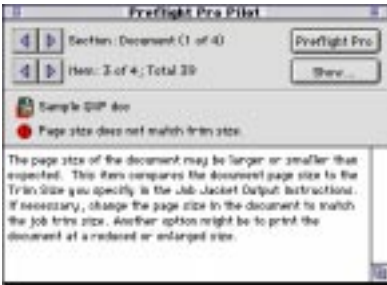 Preflight Pro Pilot
Section: Document (1 of 4)
Preflight Pro
Item: 3 of 4; Total 39
Show...
Sample QXP doc
Page size does not match trim size.
The page size of the document may be larger or smaller than
expected. This item compares the document page size to the
Trim Size you specify in the Job Jacket Output Instructions.
If necessary, change the page size in the document to match
the job trim size. Another option might be to print the
document at a reduced or enlarged size.